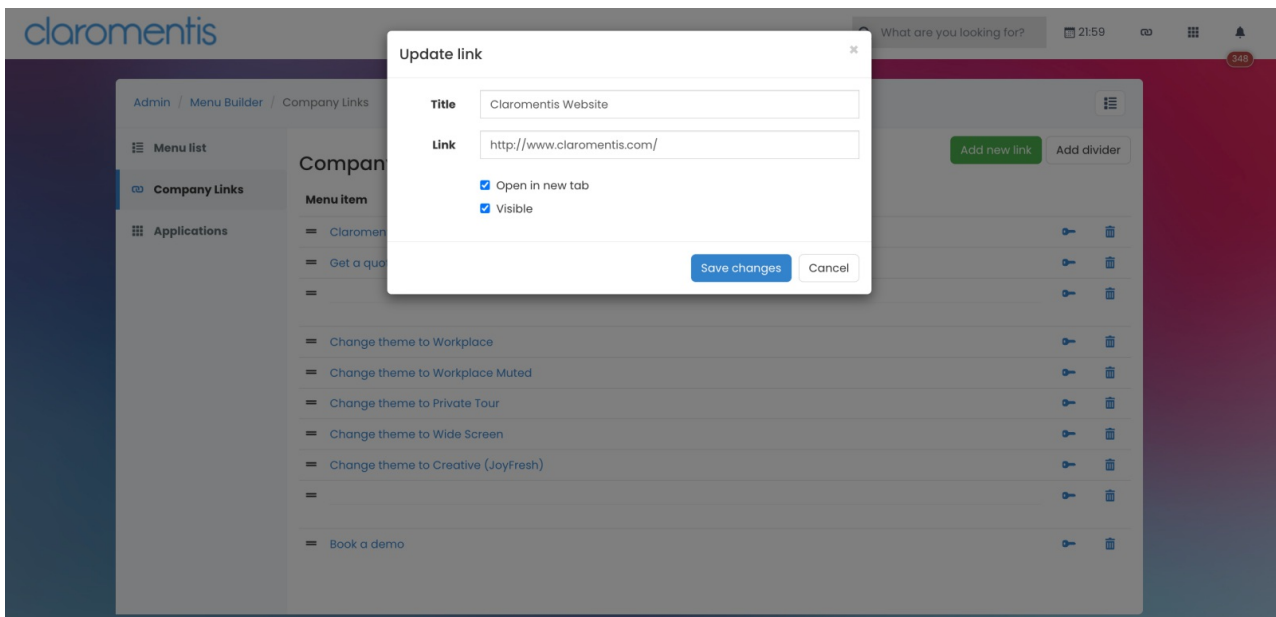 claromentis
What are you looking for?
21:59
348
Update link
×
Title
Claromentis Website
Link
http://www.claromentis.com/
Open in new tab
Visible
Save changes
Cancel
Admin / Menu Builder / Company Links
Menu list
Company Links
Applications
Compan
Add new link
Add divider
Menu item
Claromen
Get a quo
Change theme to Workplace
Change theme to Workplace Muted
Change theme to Private Tour
Change theme to Wide Screen
Change theme to Creative (JoyFresh)
Book a demo